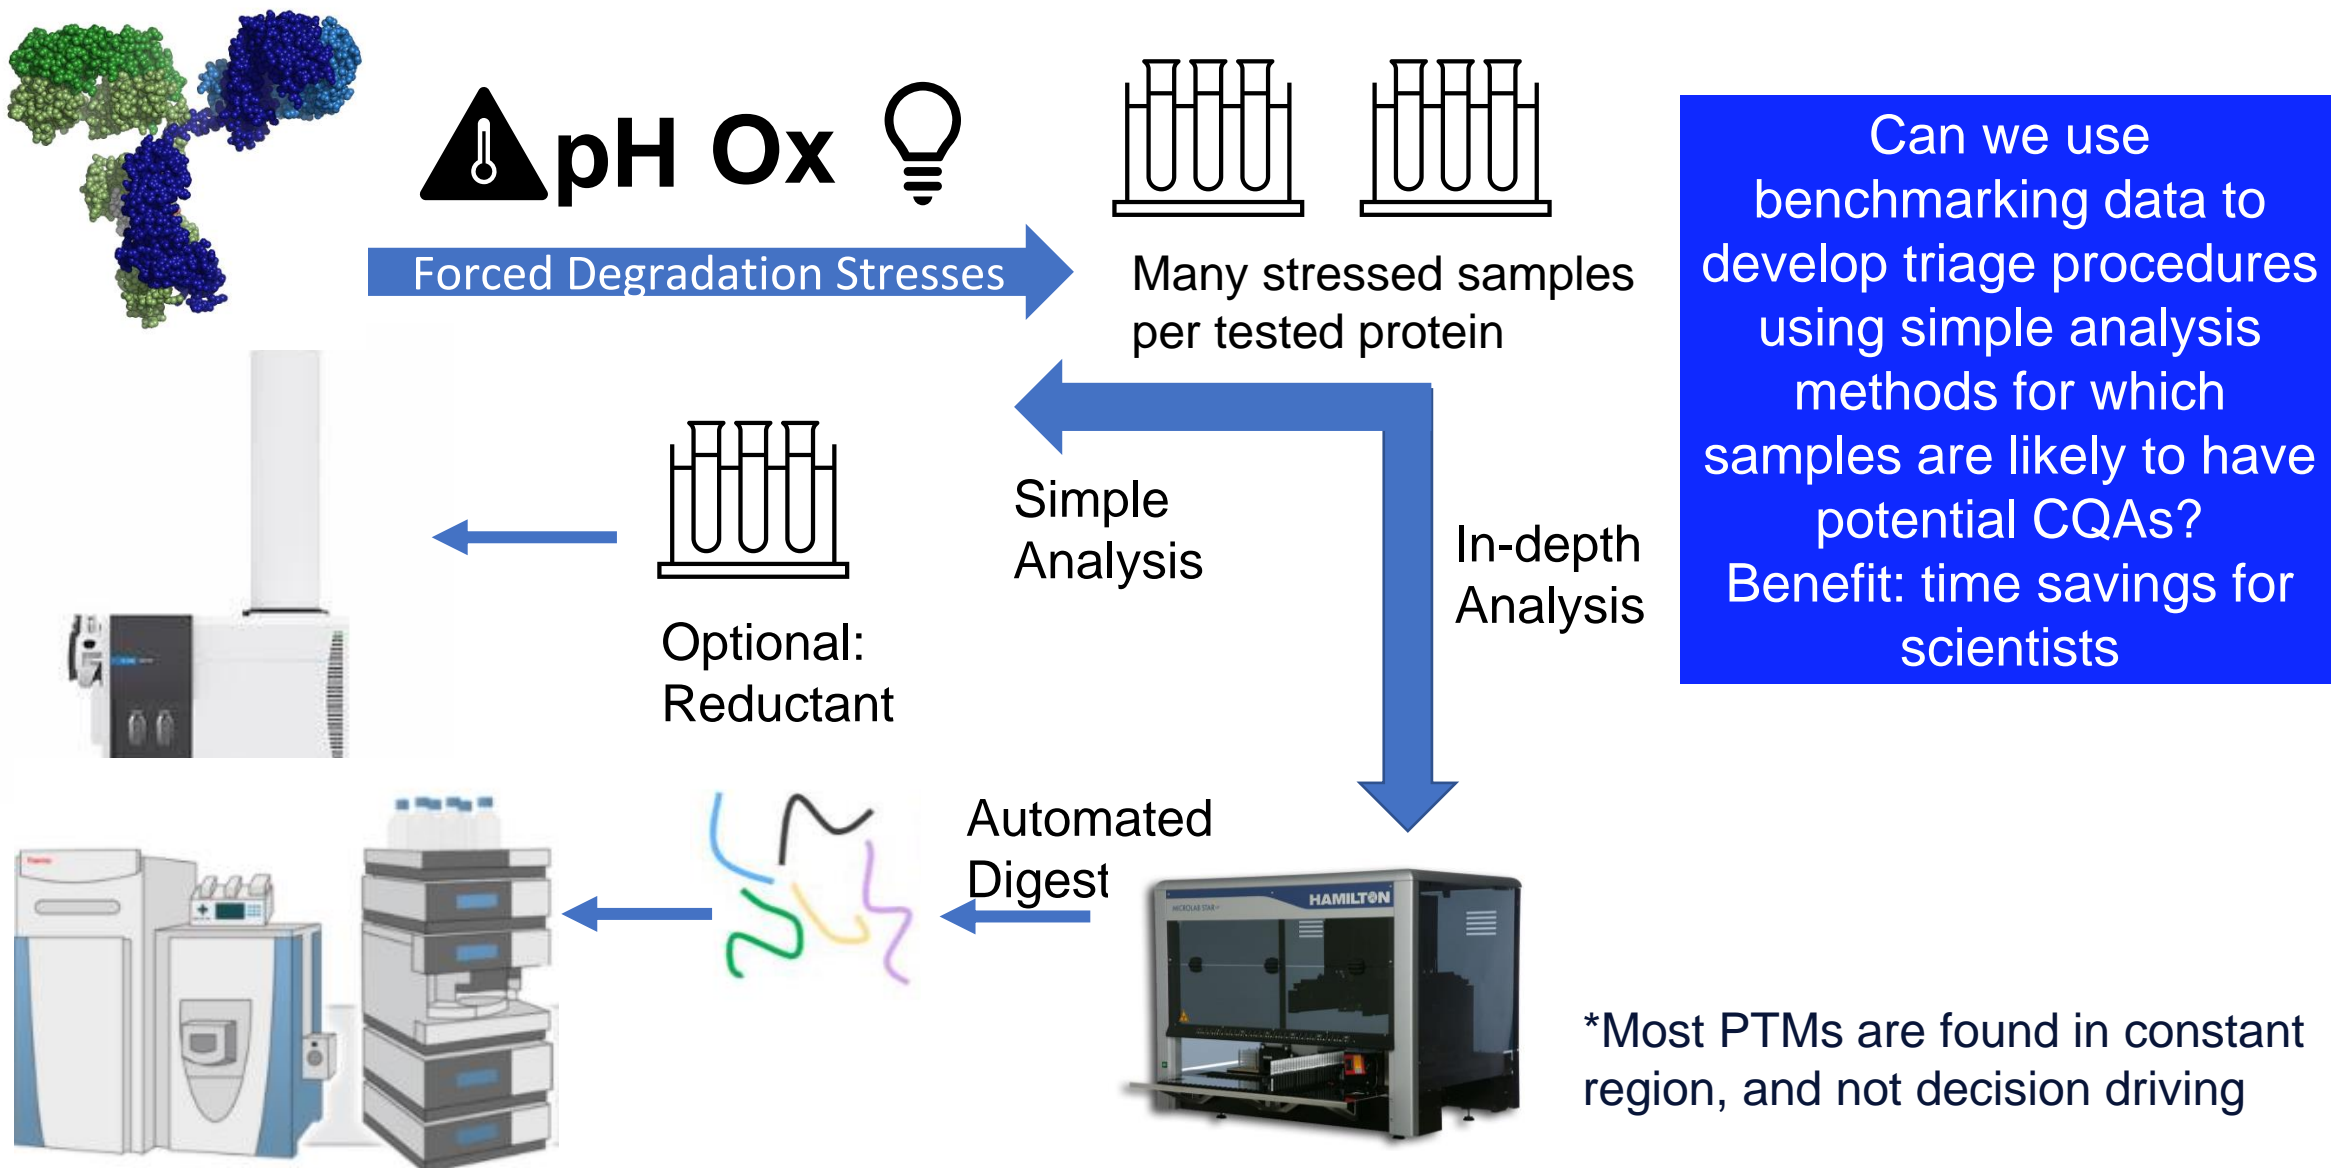 pH Ox
Forced Degradation Stresses
Many stressed samples
per tested protein
Can we use
benchmarking data to
develop triage procedures
using simple analysis
methods for which
samples are likely to have
potential CQAs?
Benefit: time savings for
scientists
Simple
Analysis
In-depth
Analysis
Optional:
Reductant
Automated
Digest
HAMILTON
MICROLAB STAR
*Most PTMs are found in constant
region, and not decision driving